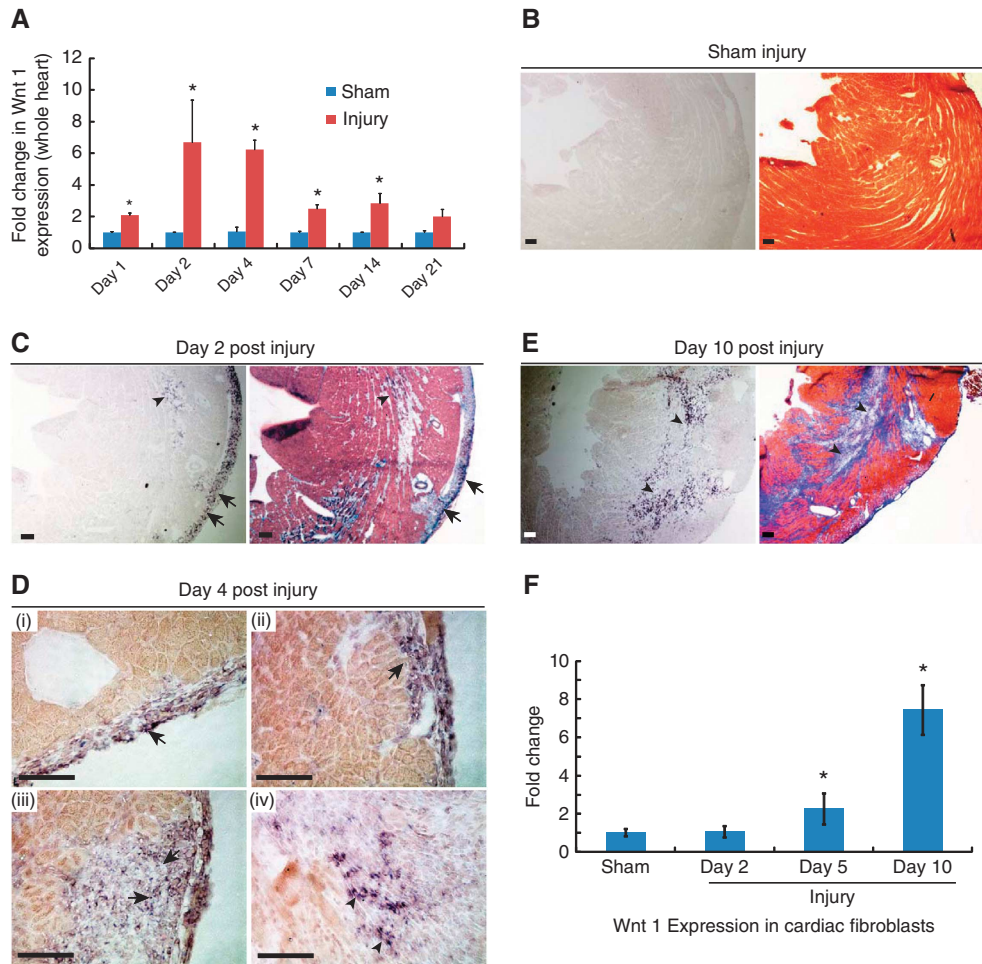 A
Fold change in Wnt 1
expression (whole heart)
12
10
8
6
4
2
0
Sham
Injury
*
*
*
*
*
Day 1
Day 2
Day 4
Day 7
Day 14
Day 21
B
Sham injury
C
Day 2 post injury
E
Day 10 post injury
D
Day 4 post injury
(i)
(ii)
(iii)
(iv)
F
Fold change
10
8
6
4
2
0
*
*
Sham
Day 2
Day 5
Day 10
Injury
Wnt 1 Expression in cardiac fibroblasts